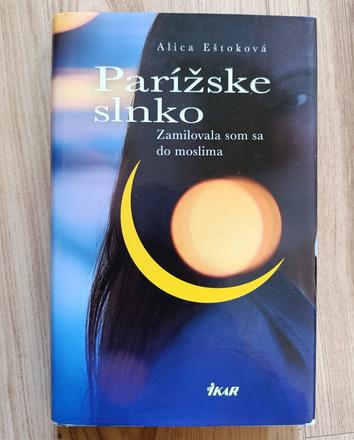 Alica Eštoková
Parížske
slnko
Zamilovala som sa
do moslima
IKAR